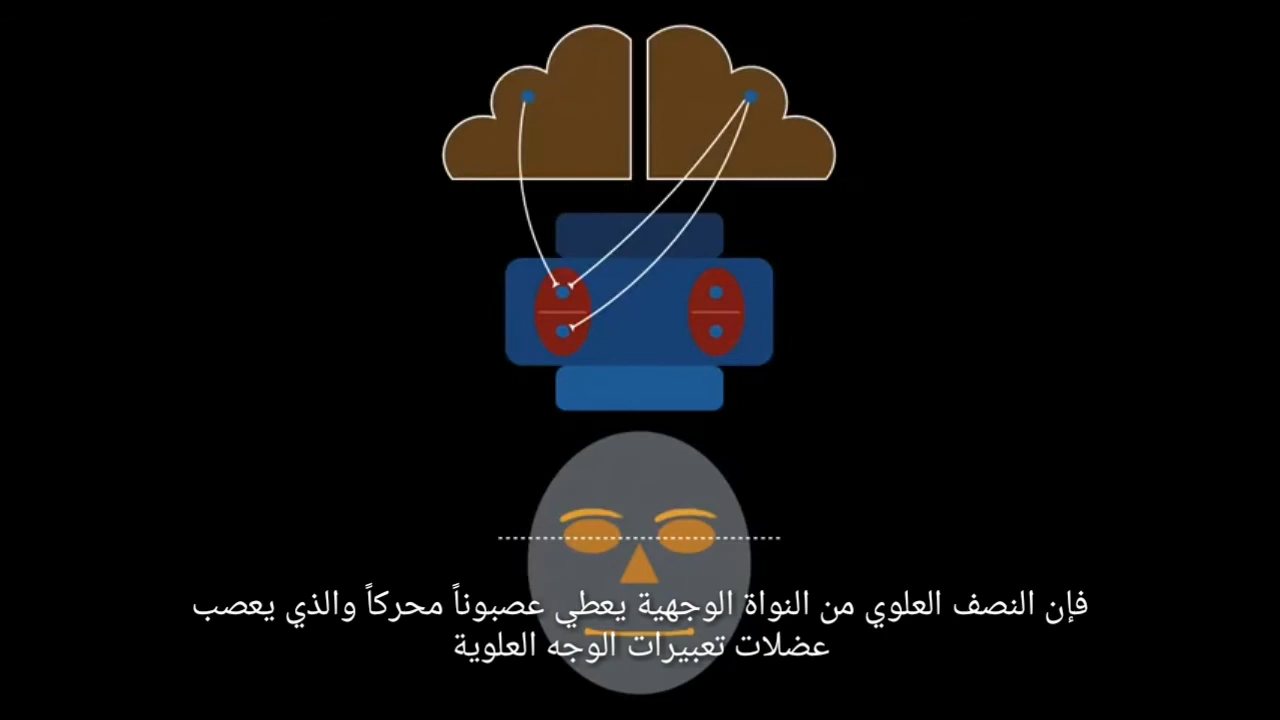 فإن النصف العلوي من النواة الوجهية يعطي عصبوناً محركاً والذي يعصب
عضلات تعبيرات الوجه العلوية